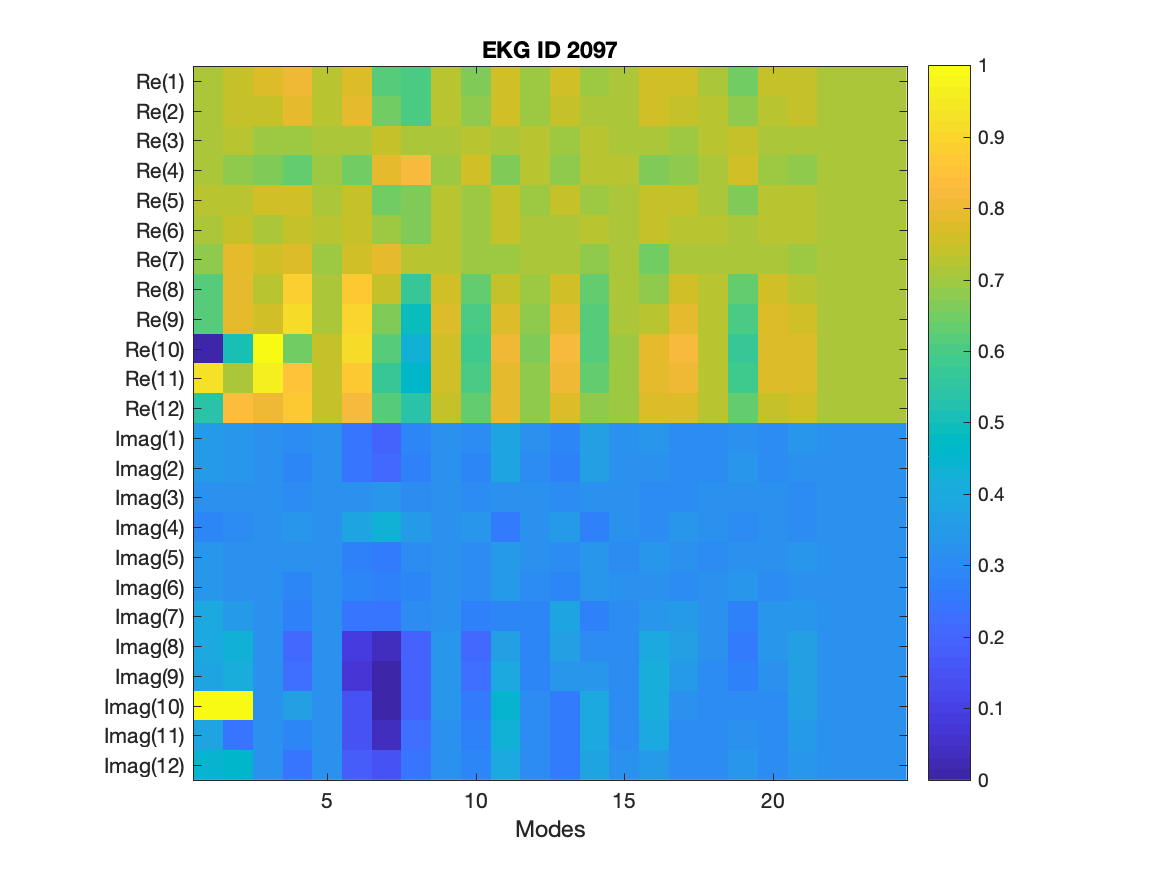 EKG ID 2097
Re(1)
Re(2)
Re(3)
Re(4)
Re(5)
Re(6)
Re(7)
Re(8)
Re(9)
Re(10)
Re(11)
Re(12)
Imag(1)
Imag(2)
Imag(3)
Imag(4)
Imag(5)
Imag(6)
Imag(7)
Imag(8)
Imag(9)
Imag(10)
Imag(11)
Imag(12)
5 10 15 20
Modes
1
0.9
0.8
0.7
0.6
0.5
0.4
0.3
0.2
0.1
0